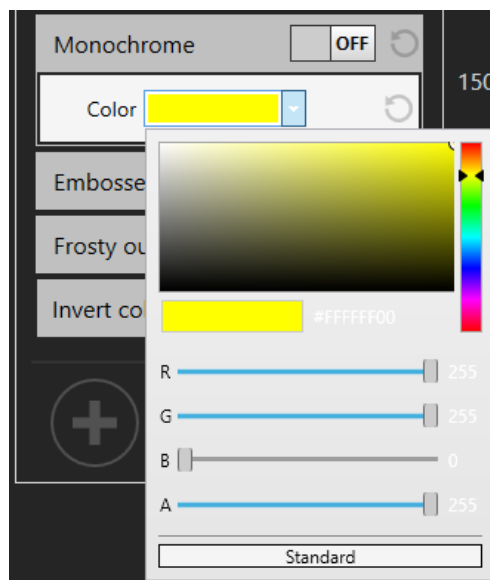 Monochrome OFF
150
Color
Embosse
Frosty ou
Invert col
#FFFFFF00
R 255
G 255
B 0
A 255
Standard